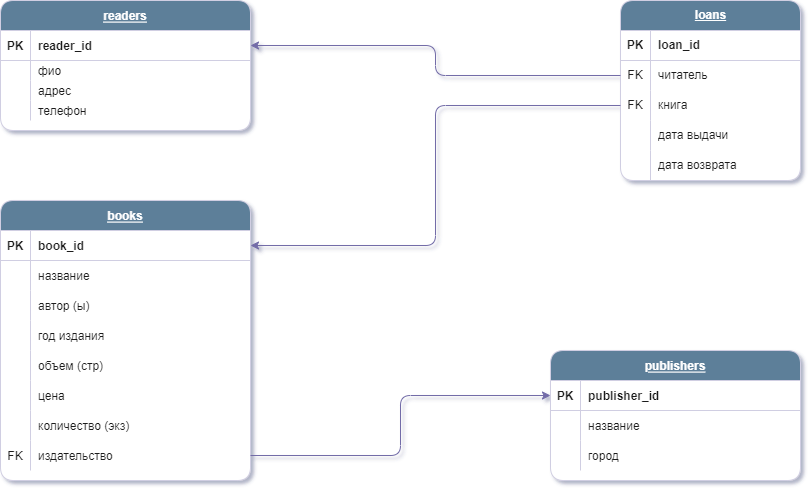 readers
PK reader_id
фио
адрес
телефон
loans
PK loan_id
FK читатель
FK книга
дата выдачи
дата возврата
books
PK book_id
название
автор (ы)
год издания
объем (стр)
цена
количество (экз)
FK издательство
publishers
PK publisher_id
название
город